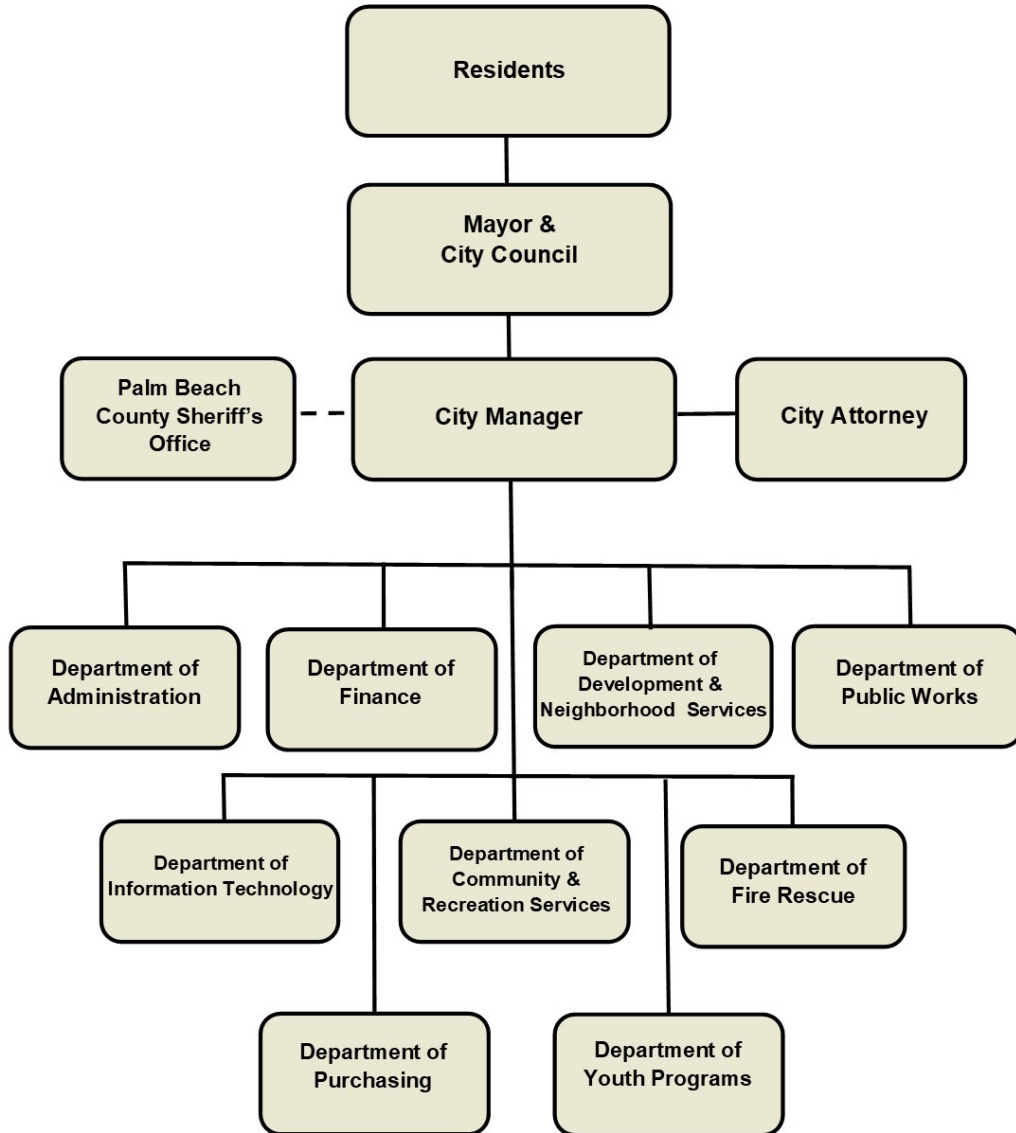 Residents
Mayor &
City Council
Palm Beach
County Sheriff's
Office
City Manager
City Attorney
Department of
Administration
Department of
Finance
Department of
Development &
Neighborhood Services
Department of
Public Works
Department of
Information Technology
Department of
Community &
Recreation Services
Department of
Fire Rescue
Department of
Purchasing
Department of
Youth Programs